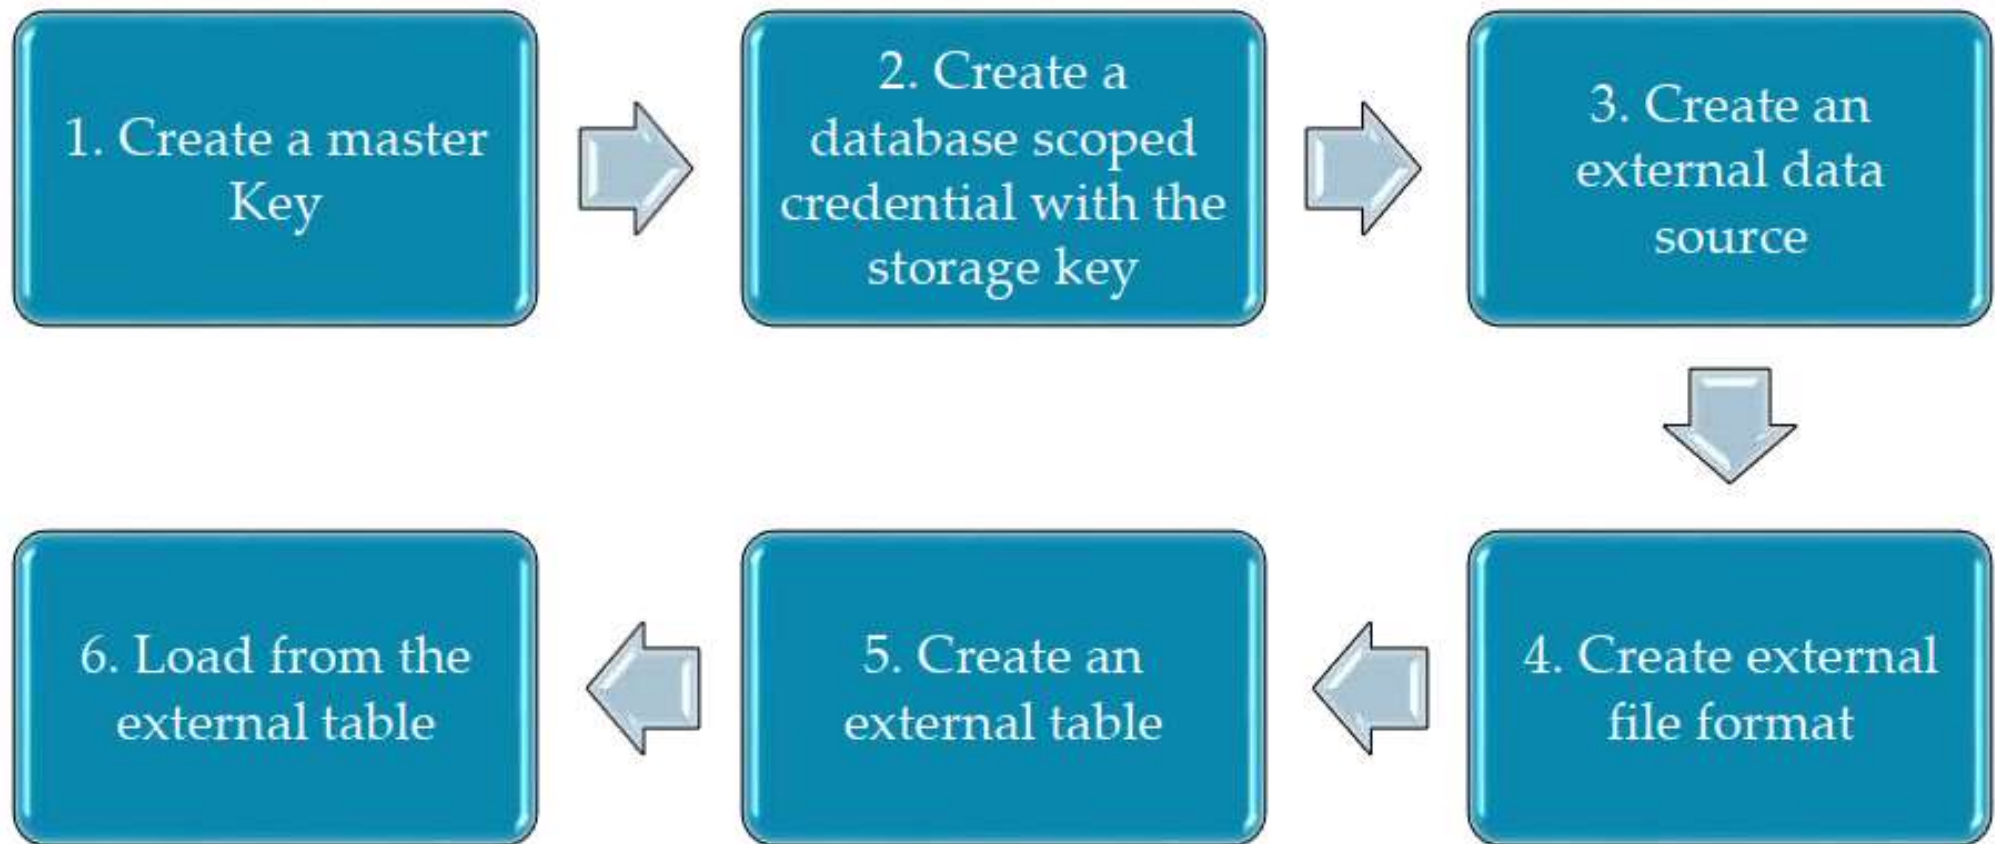 1. Create a master
Key
2. Create a
database scoped
credential with the
storage key
3. Create an
external data
source
4. Create external
file format
5. Create an
external table
6. Load from the
external table